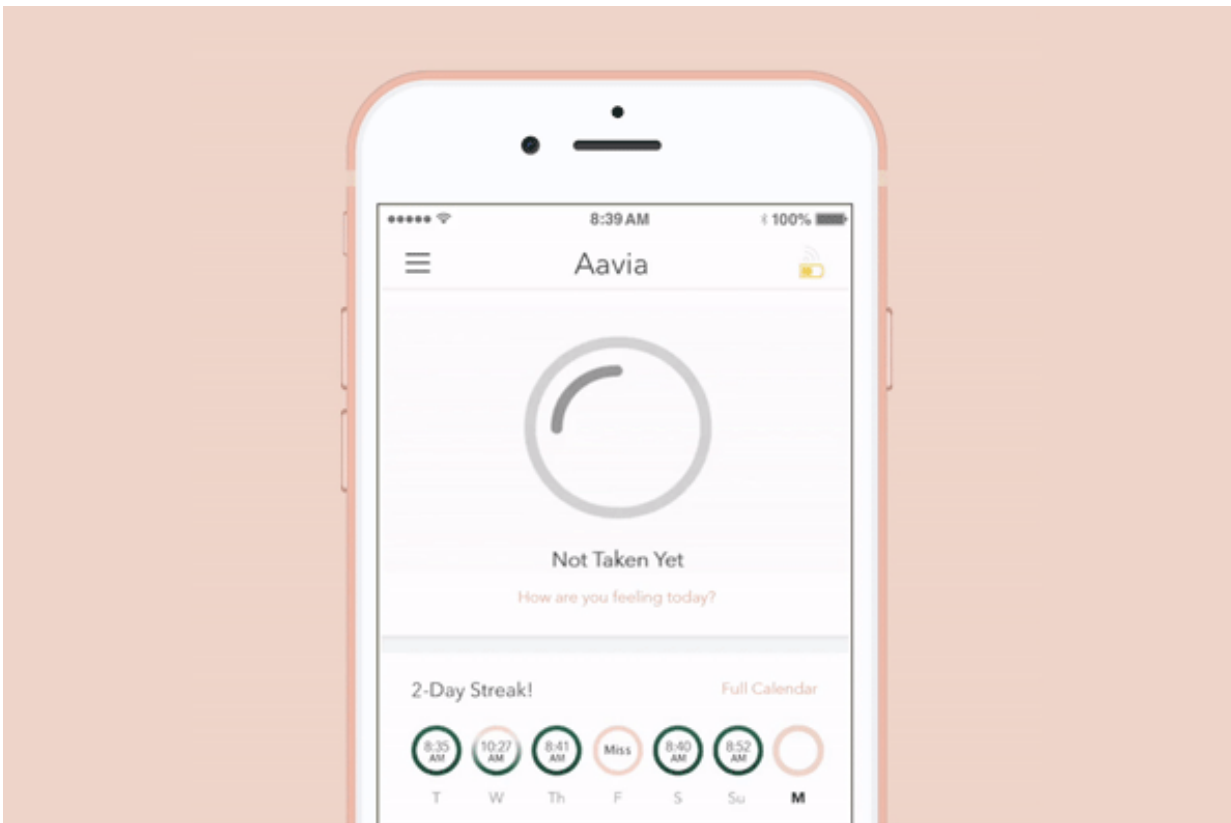 8:39 AM
100%
Aavia
Not Taken Yet
How are you feeling today?
2-Day Streak!
Full Calendar
8:35 AM
10:27 AM
8:41 AM
Miss
8:40 AM
8:52 AM
T W Th F S Su M